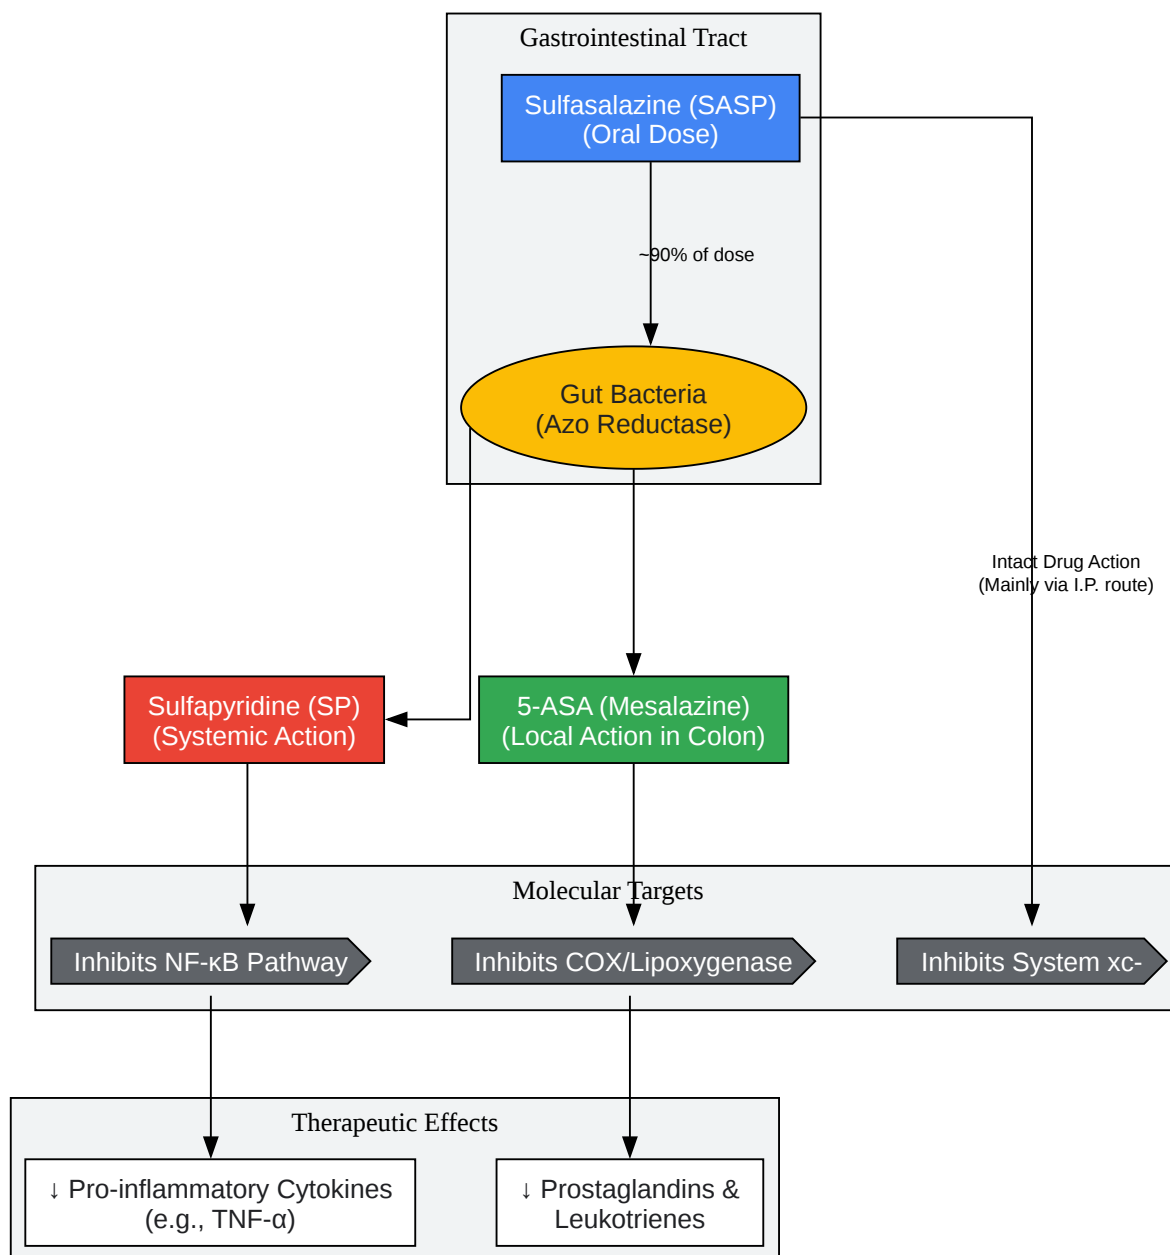 Gastrointestinal Tract
Sulfasalazine (SASP)
(Oral Dose)
~90% of dose
Gut Bacteria
(Azo Reductase)
Intact Drug Action
(Mainly via I.P. route)
Sulfapyridine (SP)
(Systemic Action)
5-ASA (Mesalazine)
(Local Action in Colon)
Molecular Targets
Inhibits NF-κB Pathway
Inhibits COX/Lipoxygenase
Inhibits System xc-
Therapeutic Effects
↓ Pro-inflammatory Cytokines
(e.g., TNF-α)
↓ Prostaglandins &
Leukotrienes